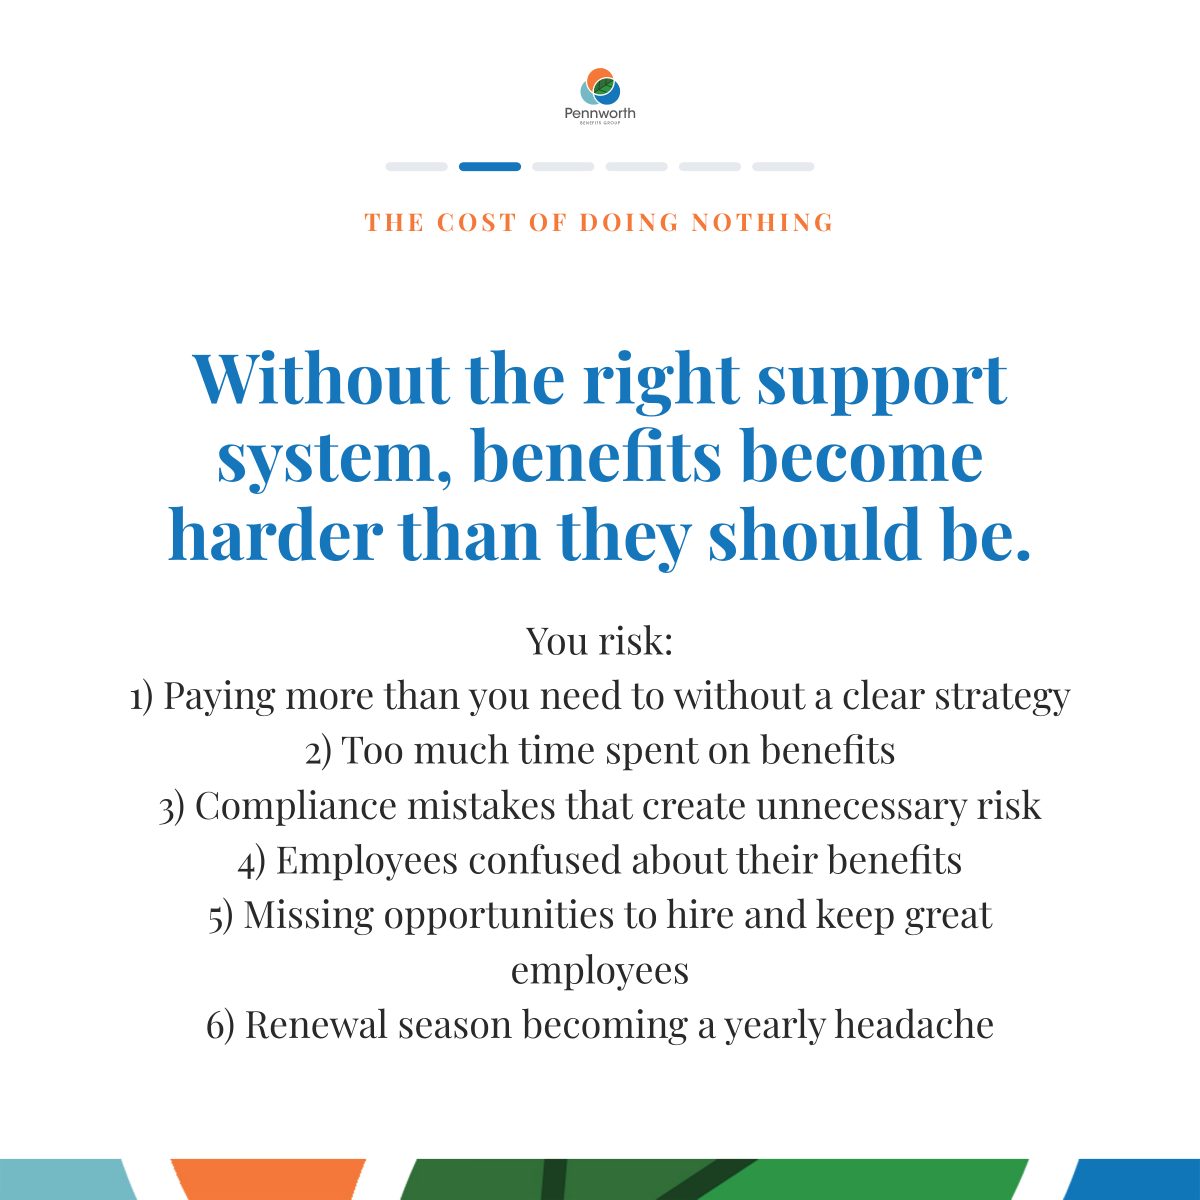 Pennworth
BENEFITS GROUP
THE COST OF DOING NOTHING
Without the right support
system, benefits become
harder than they should be.
You risk:
1) Paying more than you need to without a clear strategy
2) Too much time spent on benefits
3) Compliance mistakes that create unnecessary risk
4) Employees confused about their benefits
5) Missing opportunities to hire and keep great
employees
6) Renewal season becoming a yearly headache